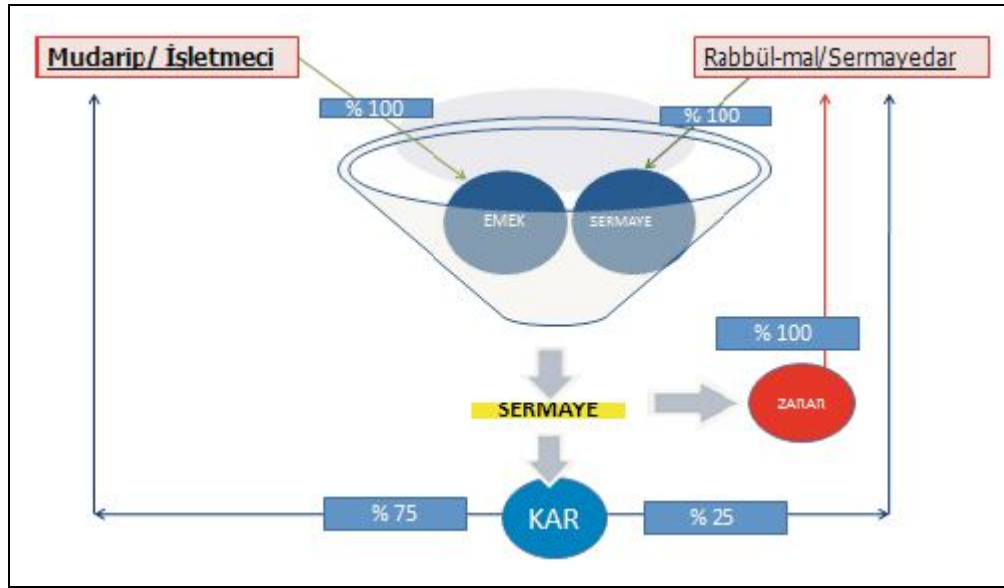 Mudarip/ İşletmeci
Rabbül-mal/Sermayedar
% 100
% 100
EMEK
SERMAYE
% 100
SERMAYE
ZARAR
% 75
KAR
% 25